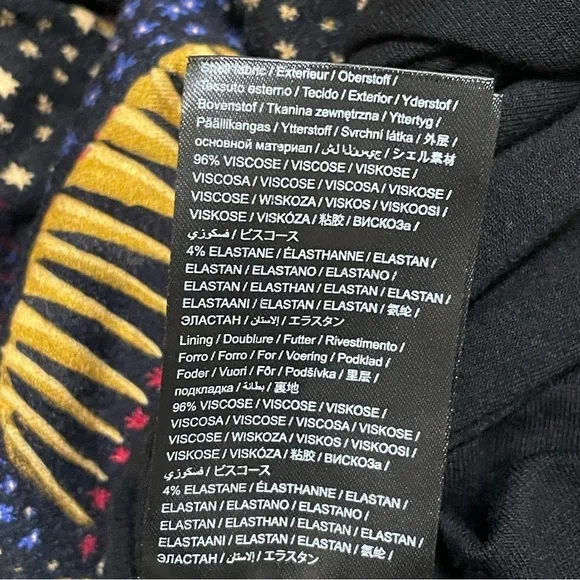 Shell Fabric / Exterieur / Oberstoff /
Tessuto esterno / Tecido / Exterior / Yderstof /
Bovenstof / Tkanina zewnętrzna / Yttertyg /
Päällikangas / Ytterstoff / Svrchní látka / 外层 /
основной материал / シェル素材
96% VISCOSE / VISCOSE / VISKOSE /
VISCOSA / VISCOSE / VISCOSA / VISKOSE /
VISCOSE / WISKOZA / VISKOS / VISKOOSI /
VISKOSE / VISKÓZA / 粘胶 / ВИСКОЗа /
فسكوزي / ビスコース
4% ELASTANE / ÉLASTHANNE / ELASTAN /
ELASTAN / ELASTANO / ELASTANO /
ELASTAN / ELASTHAN / ELASTAN / ELASTAN /
ELASTAANI / ELASTAN / ELASTAN / 氨纶 /
ЭЛАСТАН / الاستان / エラスタン
Lining / Doublure / Futter / Rivestimento /
Forro / Forro / For / Voering / Podklad /
Foder / Vuori / Fôr / Podšívka / 里层 /
подкладка / بطانة / 裏地
96% VISCOSE / VISCOSE / VISKOSE /
VISCOSA / VISCOSE / VISCOSA / VISKOSE /
VISCOSE / WISKOZA / VISKOS / VISKOOSI /
VISKOSE / VISKÓZA / 粘胶 / ВИСКОЗа /
فسكوزي / ビスコース
4% ELASTANE / ÉLASTHANNE / ELASTAN /
ELASTAN / ELASTANO / ELASTANO /
ELASTAN / ELASTHAN / ELASTAN / ELASTAN /
ELASTAANI / ELASTAN / ELASTAN / 氨纶 /
ЭЛАСТАН / الاستان / エラスタン